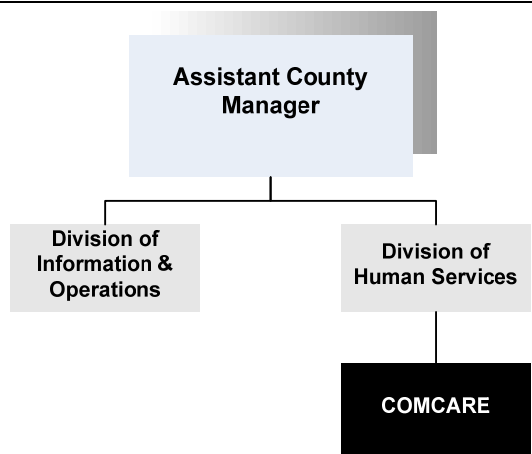 Assistant County
Manager
Division of
Information &
Operations
Division of
Human Services
COMCARE